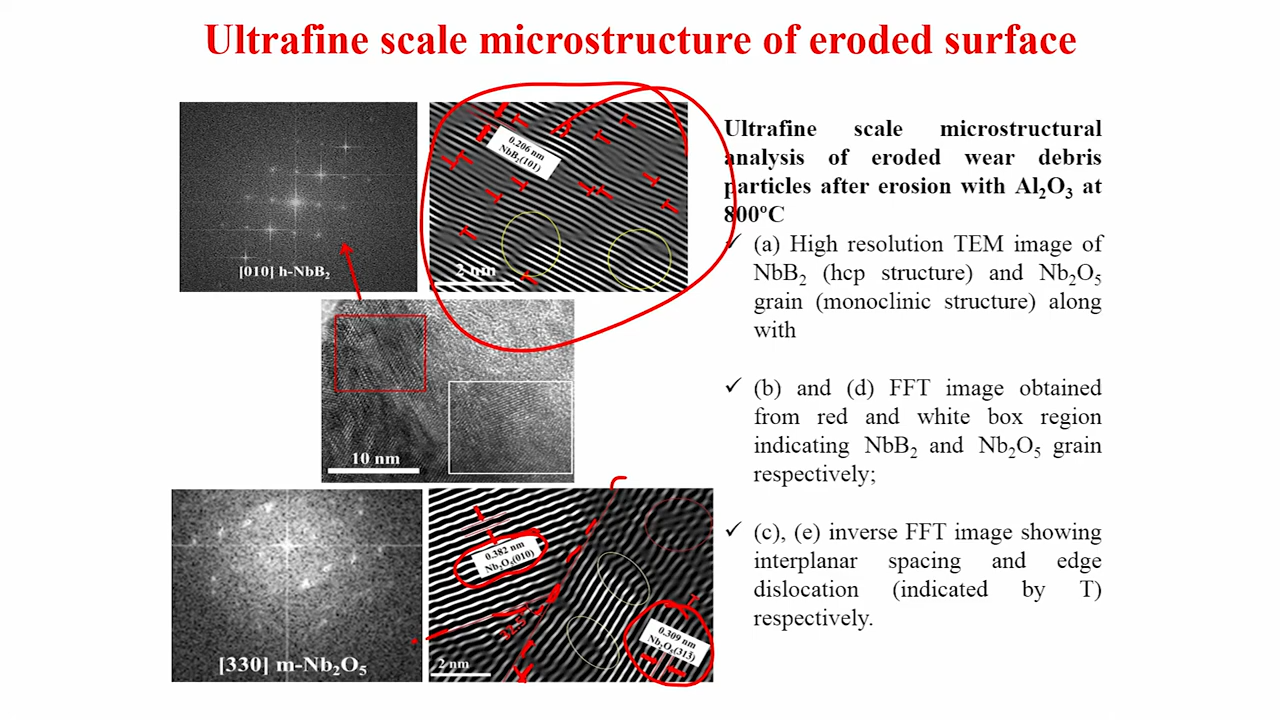 Ultrafine scale microstructure of eroded surface
[010] h-NbB₂
0.206 nm
NbB₂(101)
2 nm
10 nm
[330] m-Nb₂O₅
0.382 nm
Nb₂O₅(010)
0.309 nm
Nb₂O₅(313)
2 nm
Ultrafine scale microstructural
analysis of eroded wear debris
particles after erosion with Al₂O₃ at
800ºC
✓ (a) High resolution TEM image of
NbB₂ (hcp structure) and Nb₂O₅
grain (monoclinic structure) along
with
✓ (b) and (d) FFT image obtained
from red and white box region
indicating NbB₂ and Nb₂O₅ grain
respectively;
✓ (c), (e) inverse FFT image showing
interplanar spacing and edge
dislocation (indicated by T)
respectively.